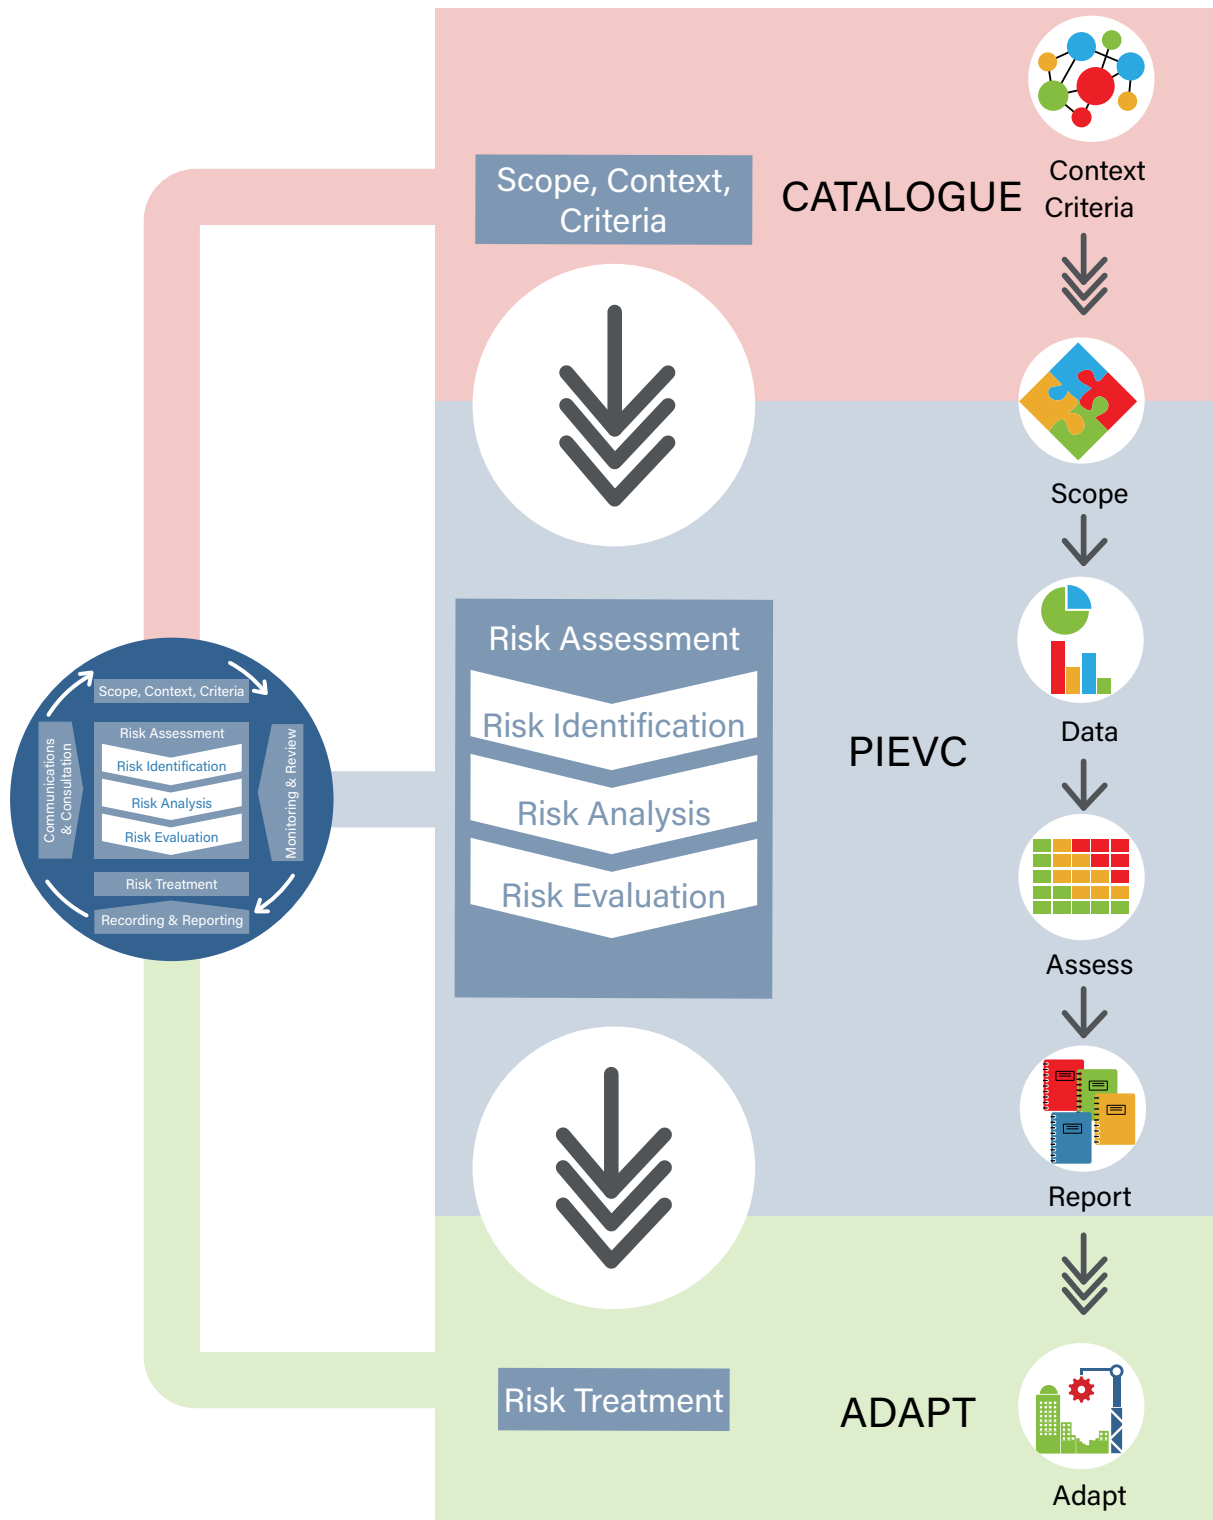 Scope, Context,
Criteria
CATALOGUE
Context
Criteria
Scope
Scope, Context, Criteria
Risk Assessment
Risk Identification
Risk Analysis
Risk Evaluation
Risk Treatment
Recording & Reporting
Communications
& Consultation
Monitoring & Review
Risk Assessment
Risk Identification
Risk Analysis
Risk Evaluation
PIEVC
Data
Assess
Report
Risk Treatment
ADAPT
Adapt